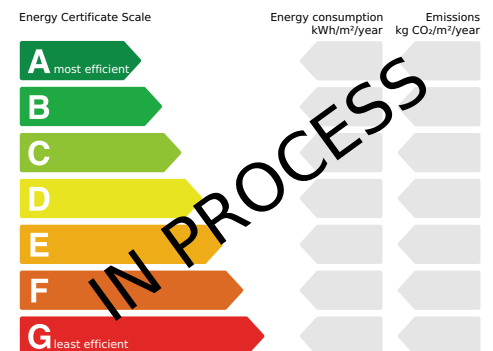 Energy Certificate Scale
Energy consumption
kWh/m²/year
Emissions
kg CO₂/m²/year
A most efficient
B
C
D
E
F
G least efficient
IN PROCESS